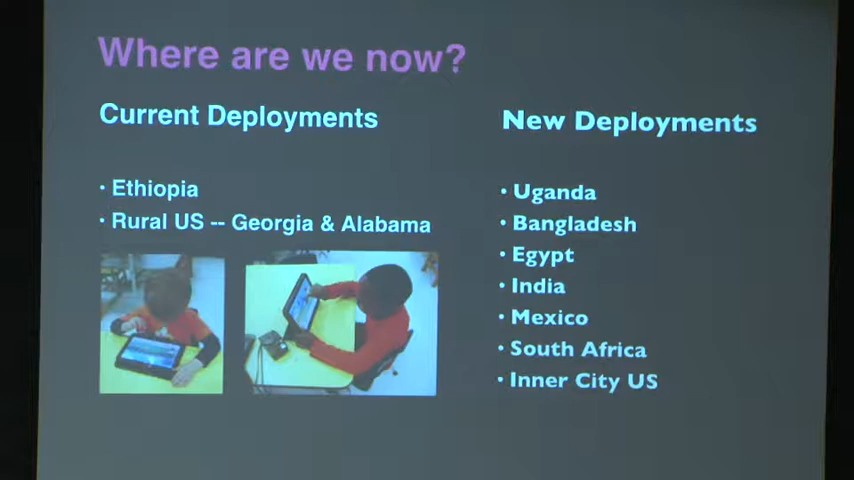 Where are we now?
Current Deployments
• Ethiopia
• Rural US -- Georgia & Alabama
New Deployments
• Uganda
• Bangladesh
• Egypt
• India
• Mexico
• South Africa
• Inner City US